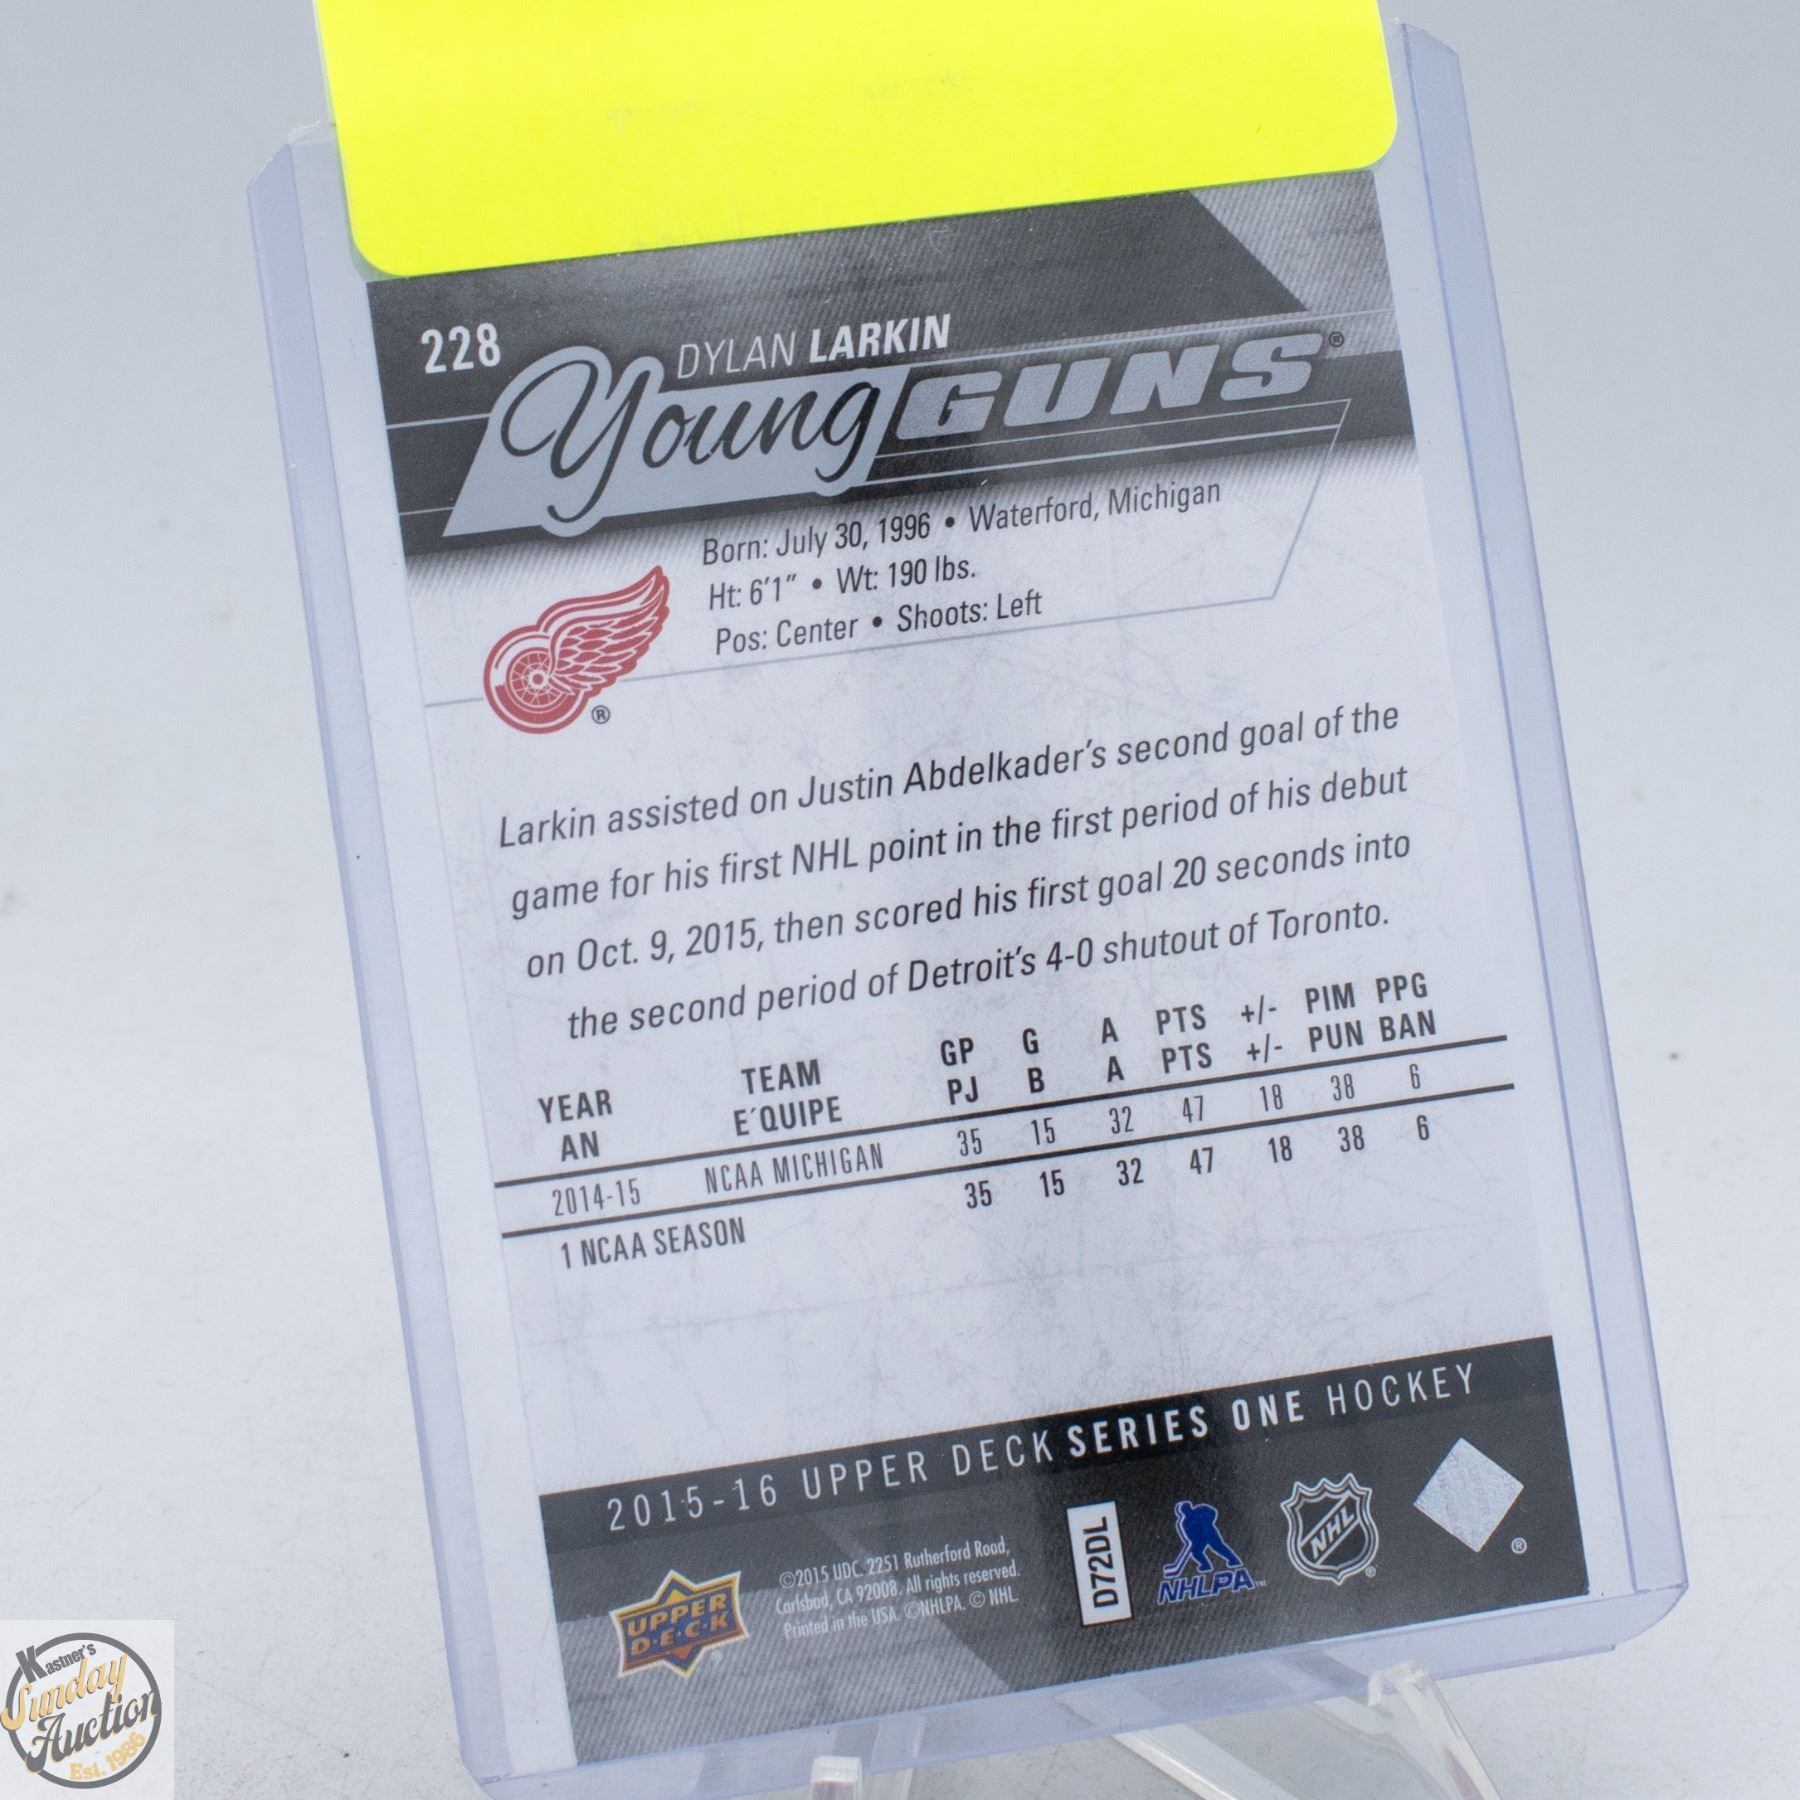 228
DYLAN LARKIN
Young GUNS®
Born: July 30, 1996 • Waterford, Michigan
Ht: 6'1" • Wt: 190 lbs.
Pos: Center • Shoots: Left
®
Larkin assisted on Justin Abdelkader's second goal of the
game for his first NHL point in the first period of his debut
on Oct. 9, 2015, then scored his first goal 20 seconds into
the second period of Detroit's 4-0 shutout of Toronto.
YEAR TEAM GP G A PTS +/- PIM PPG
AN E´QUIPE PJ B A PTS +/- PUN BAN
2014-15 NCAA MICHIGAN 35 15 32 47 18 38 6
1 NCAA SEASON 35 15 32 47 18 38 6
2015-16 UPPER DECK SERIES ONE HOCKEY
UPPER
D·E·C·K
©2015 UDC. 2251 Rutherford Road,
Carlsbad, CA 92008. All rights reserved.
Printed in the USA. ©NHLPA. © NHL.
D72DL
NHLPA™
NHL
®
Kastner's
Sunday
Auction
Est. 1986